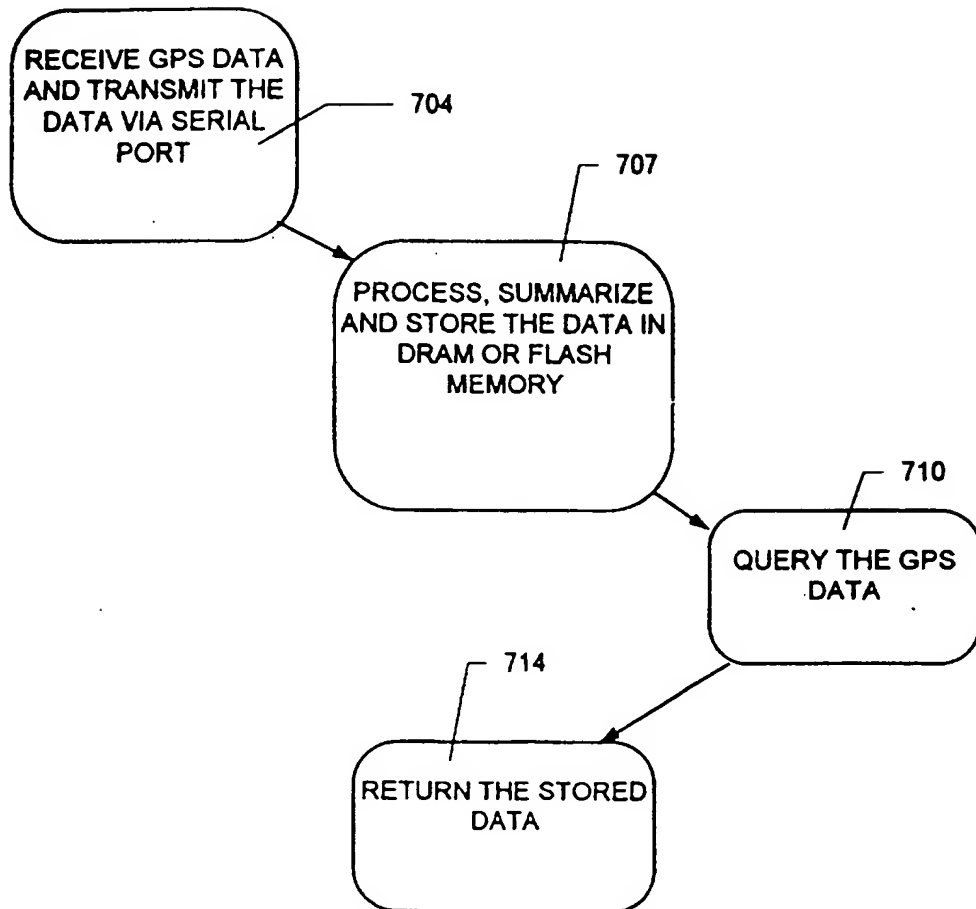 RECEIVE GPS DATA
AND TRANSMIT THE
DATA VIA SERIAL
PORT
704
707
PROCESS, SUMMARIZE
AND STORE THE DATA IN
DRAM OR FLASH
MEMORY
710
QUERY THE GPS
DATA
714
RETURN THE STORED
DATA